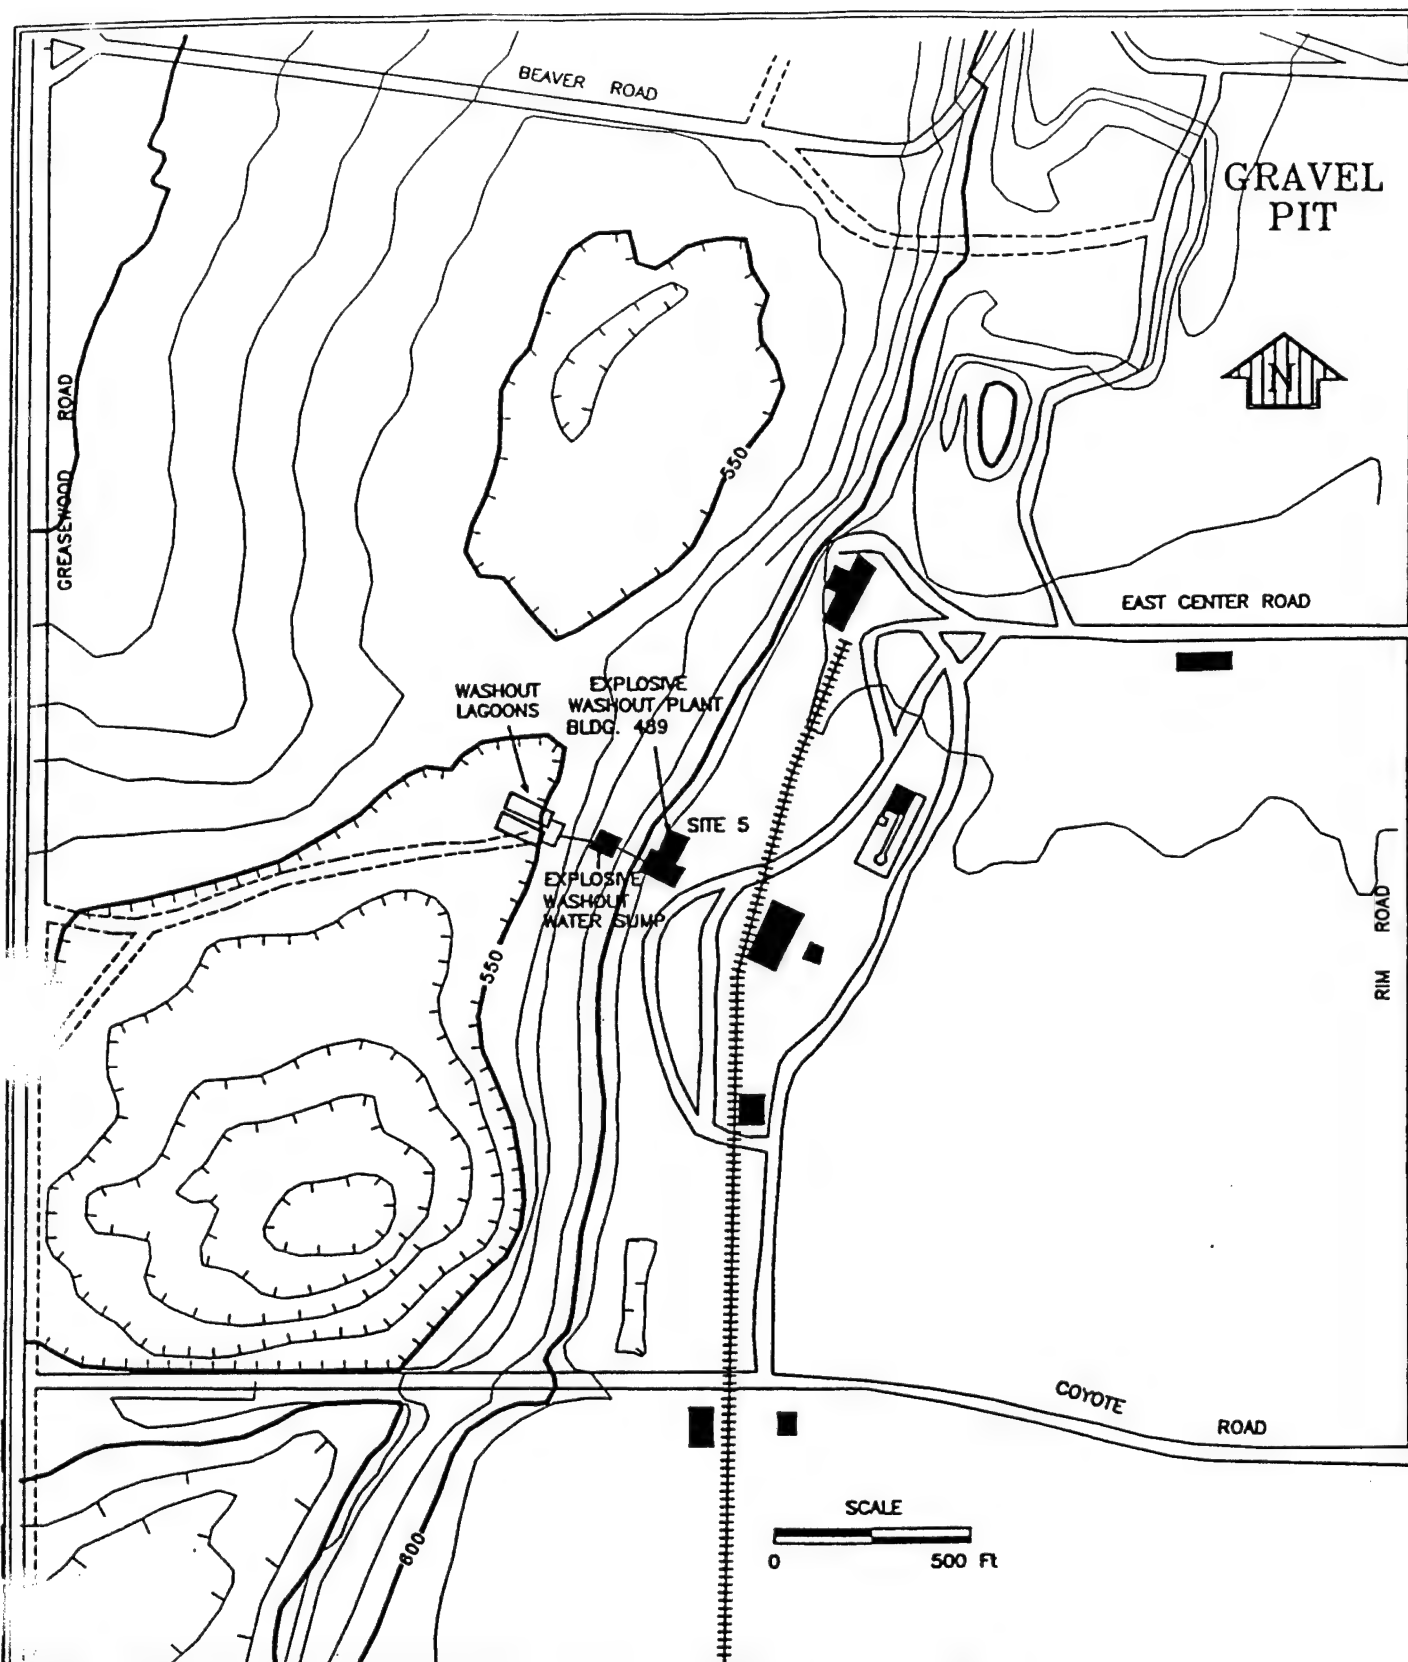 BEAVER ROAD
GRAVEL
PIT
N
GREASEWOOD ROAD
550
EAST CENTER ROAD
WASHOUT
LAGOONS
EXPLOSIVE
WASHOUT PLANT
BLDG. 489
SITE 5
EXPLOSIVE
WASHOUT
WATER SUMP
550
RIM ROAD
COYOTE ROAD
SCALE
0 500 Ft
600